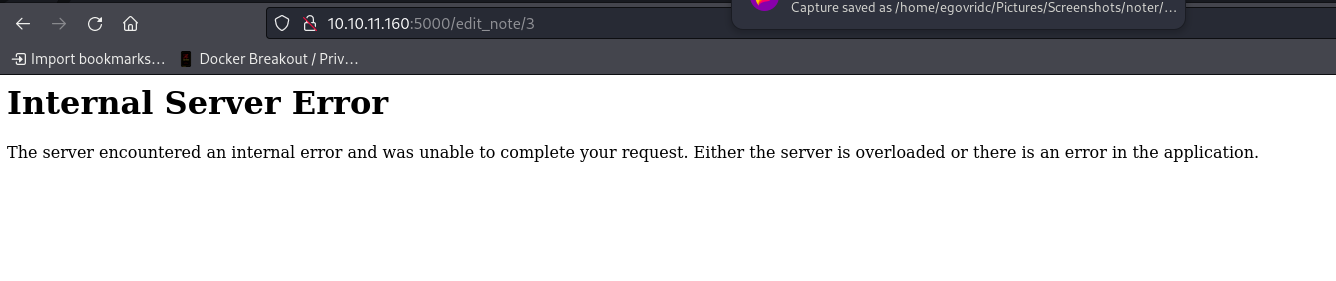 Capture saved as /home/egovridc/Pictures/Screenshots/noter/...
10.10.11.160:5000/edit_note/3
Import bookmarks... Docker Breakout / Priv...
Internal Server Error
The server encountered an internal error and was unable to complete your request. Either the server is overloaded or there is an error in the application.